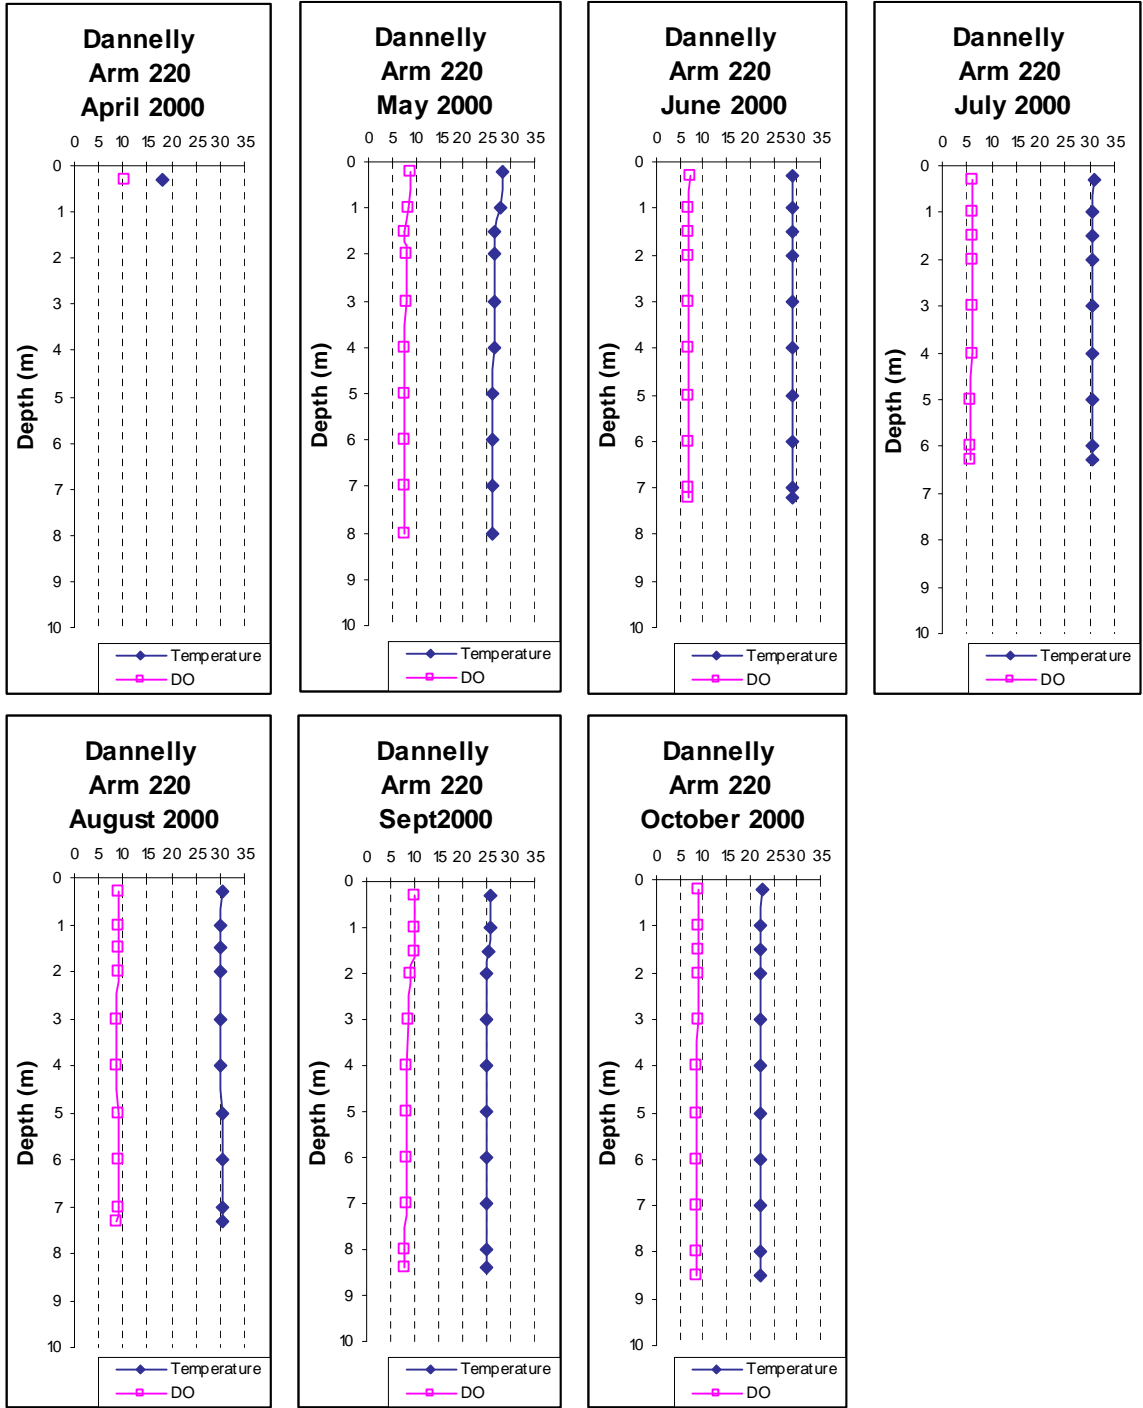 Dannelly
Arm 220
April 2000
0 5 10 15 20 25 30 35
0
1
2
3
4
5
6
7
8
9
10
Depth (m)
Temperature
DO
Dannelly
Arm 220
May 2000
0 5 10 15 20 25 30 35
0
1
2
3
4
5
6
7
8
9
10
Depth (m)
Temperature
DO
Dannelly
Arm 220
June 2000
0 5 10 15 20 25 30 35
0
1
2
3
4
5
6
7
8
9
10
Depth (m)
Temperature
DO
Dannelly
Arm 220
July 2000
0 5 10 15 20 25 30 35
0
1
2
3
4
5
6
7
8
9
10
Depth (m)
Temperature
DO
Dannelly
Arm 220
August 2000
0 5 10 15 20 25 30 35
0
1
2
3
4
5
6
7
8
9
10
Depth (m)
Temperature
DO
Dannelly
Arm 220
Sept2000
0 5 10 15 20 25 30 35
0
1
2
3
4
5
6
7
8
9
10
Depth (m)
Temperature
DO
Dannelly
Arm 220
October 2000
0 5 10 15 20 25 30 35
0
1
2
3
4
5
6
7
8
9
10
Depth (m)
Temperature
DO